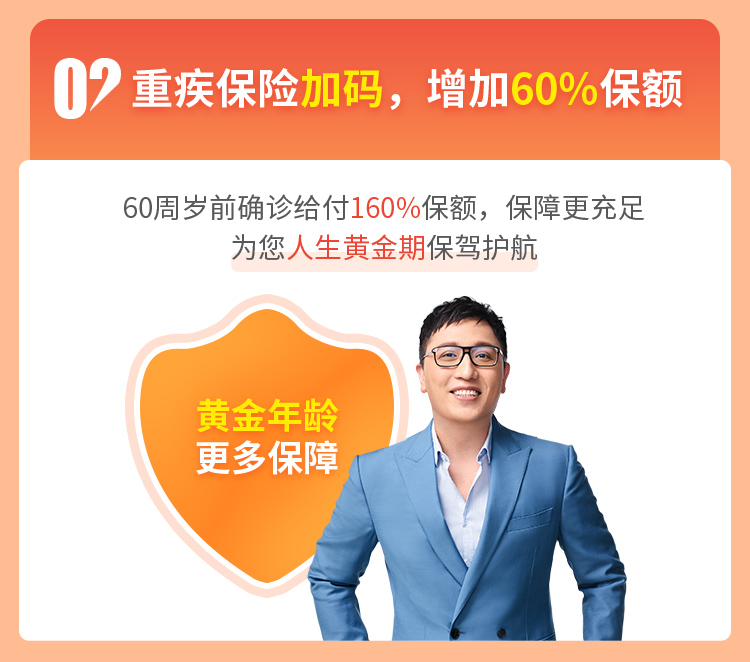 02 重疾保险加码，增加60%保额
60周岁前确诊给付160%保额，保障更充足
为您人生黄金期保驾护航
黄金年龄
更多保障